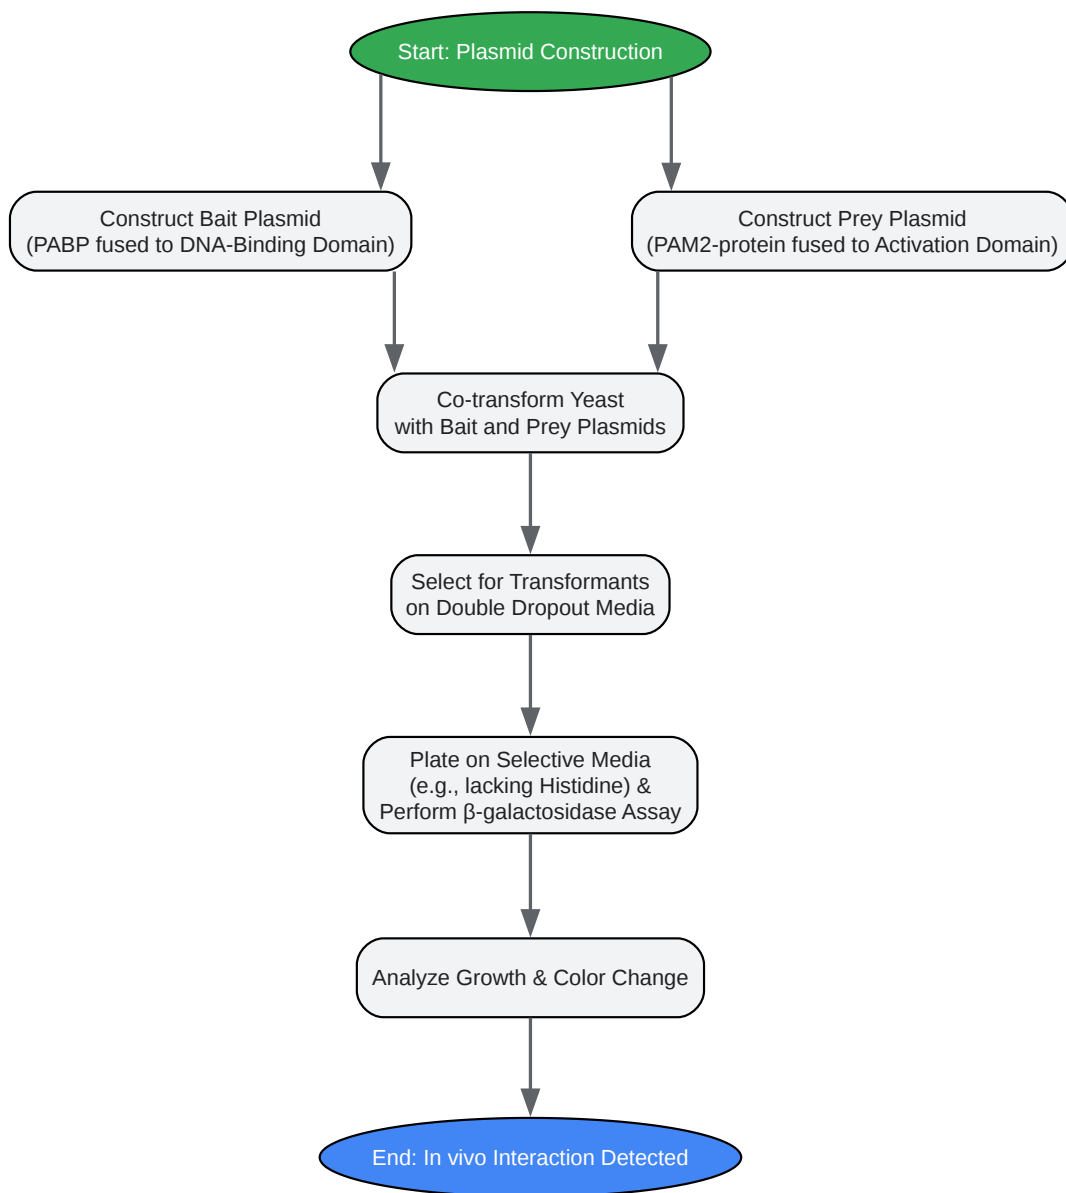 Start: Plasmid Construction
Construct Bait Plasmid
(PABP fused to DNA-Binding Domain)
Construct Prey Plasmid
(PAM2-protein fused to Activation Domain)
Co-transform Yeast
with Bait and Prey Plasmids
Select for Transformants
on Double Dropout Media
Plate on Selective Media
(e.g., lacking Histidine) &
Perform β-galactosidase Assay
Analyze Growth & Color Change
End: In vivo Interaction Detected